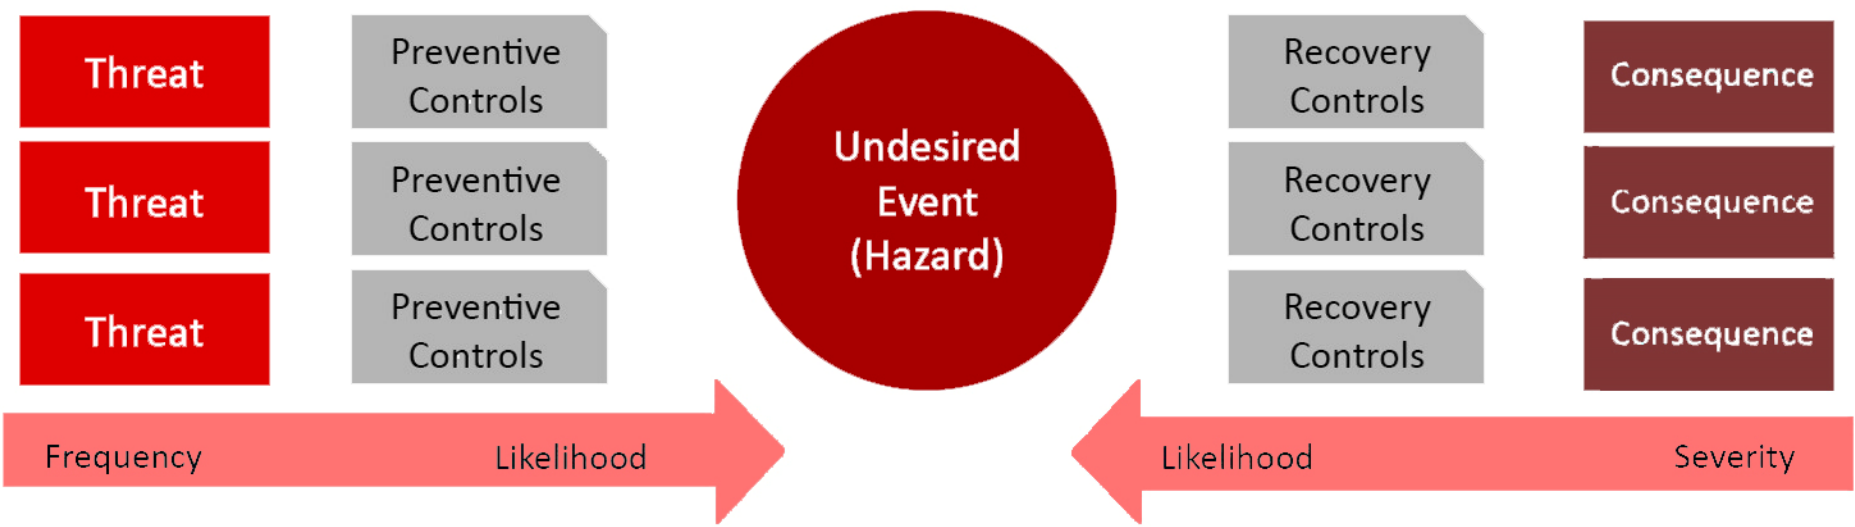 Threat
Preventive
Controls
Threat
Preventive
Controls
Threat
Preventive
Controls
Undesired
Event
(Hazard)
Recovery
Controls
Consequence
Recovery
Controls
Consequence
Recovery
Controls
Consequence
Frequency
Likelihood
Likelihood
Severity